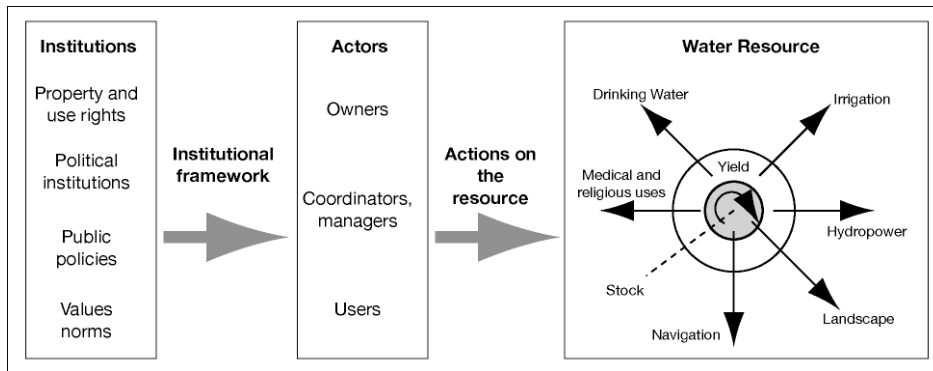 Institutions
Property and
use rights
Political
institutions
Public
policies
Values
norms
Institutional
framework
Actors
Owners
Coordinators,
managers
Users
Actions on
the
resource
Water Resource
Drinking Water
Irrigation
Yield
Medical and
religious uses
Hydropower
Stock
Landscape
Navigation